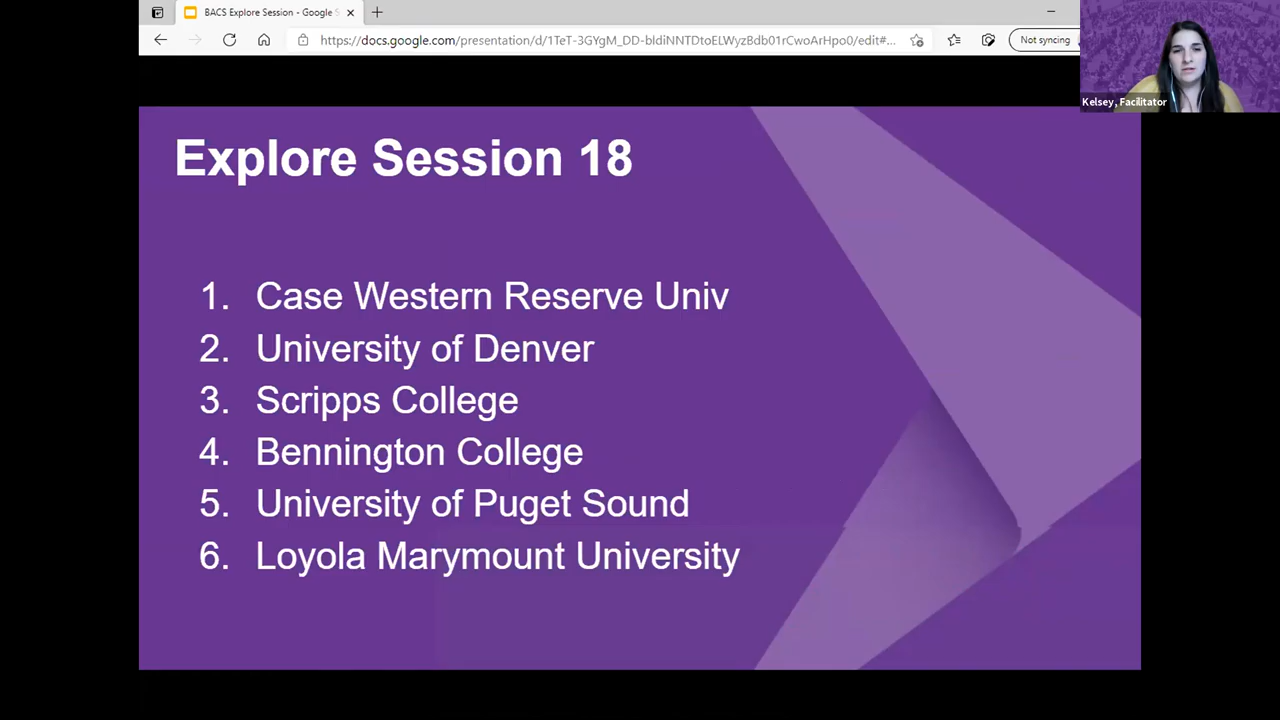 BACS Explore Session - Google S
https://docs.google.com/presentation/d/1TeT-3GYgM_DD-bIdiNNTDtoELWyzBdb01rCwoArHpo0/edit#...
Not syncing
Kelsey, Facilitator
Explore Session 18
1. Case Western Reserve Univ
2. University of Denver
3. Scripps College
4. Bennington College
5. University of Puget Sound
6. Loyola Marymount University